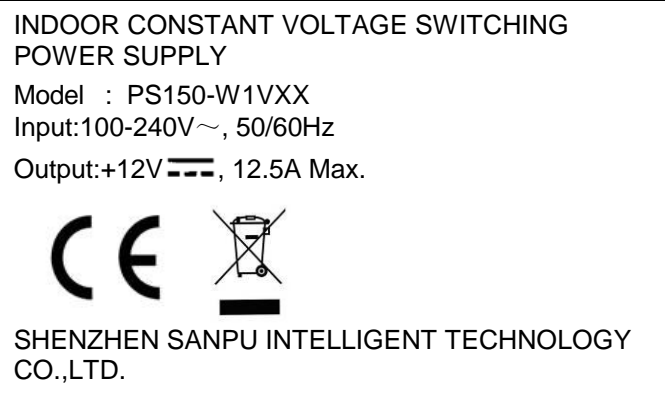 INDOOR CONSTANT VOLTAGE SWITCHING
POWER SUPPLY
Model : PS150-W1VXX
Input:100-240V～, 50/60Hz
Output:+12V⎓, 12.5A Max.
CE
SHENZHEN SANPU INTELLIGENT TECHNOLOGY
CO.,LTD.